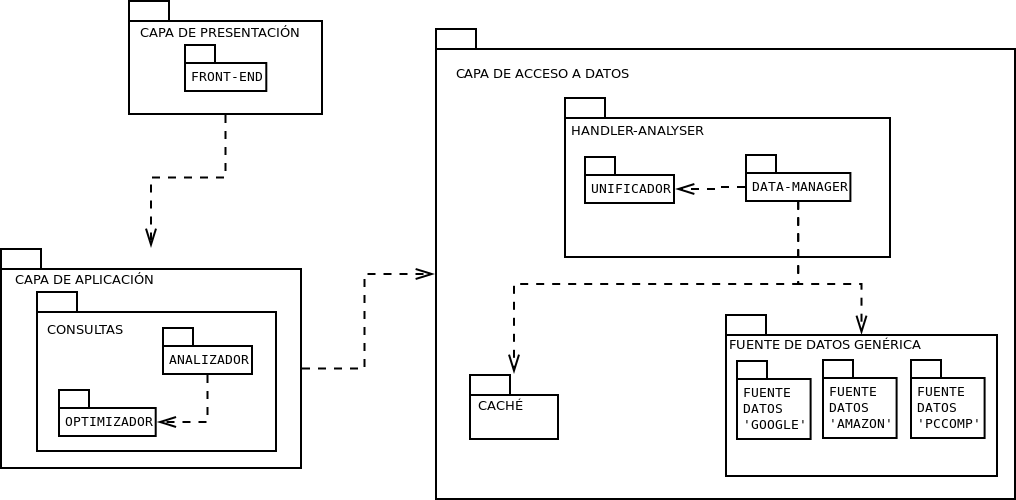 CAPA DE PRESENTACIÓN
FRONT-END
CAPA DE APLICACIÓN
CONSULTAS
ANALIZADOR
OPTIMIZADOR
CAPA DE ACCESO A DATOS
HANDLER-ANALYSER
UNIFICADOR
DATA-MANAGER
CACHÉ
FUENTE DE DATOS GENÉRICA
FUENTE
DATOS
'GOOGLE'
FUENTE
DATOS
'AMAZON'
FUENTE
DATOS
'PCCOMP'